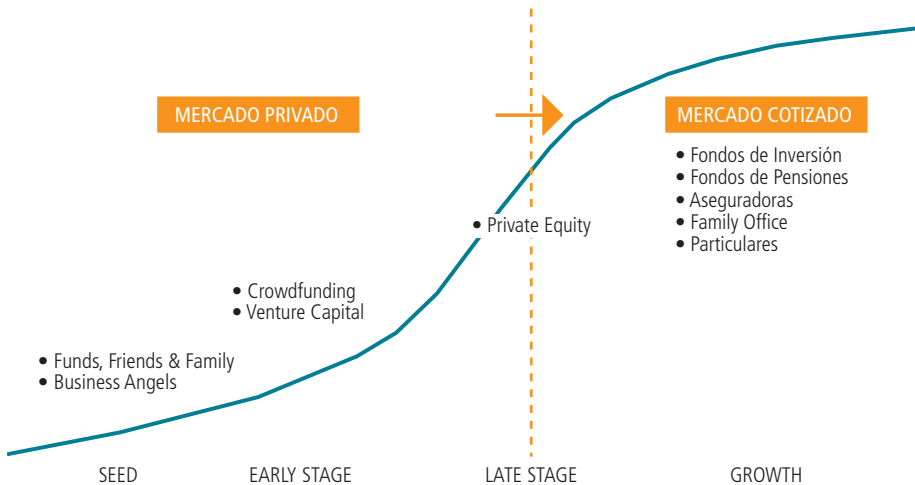 MERCADO PRIVADO
MERCADO COTIZADO
• Fondos de Inversión
• Fondos de Pensiones
• Aseguradoras
• Family Office
• Particulares
• Private Equity
• Crowdfunding
• Venture Capital
• Funds, Friends & Family
• Business Angels
SEED
EARLY STAGE
LATE STAGE
GROWTH